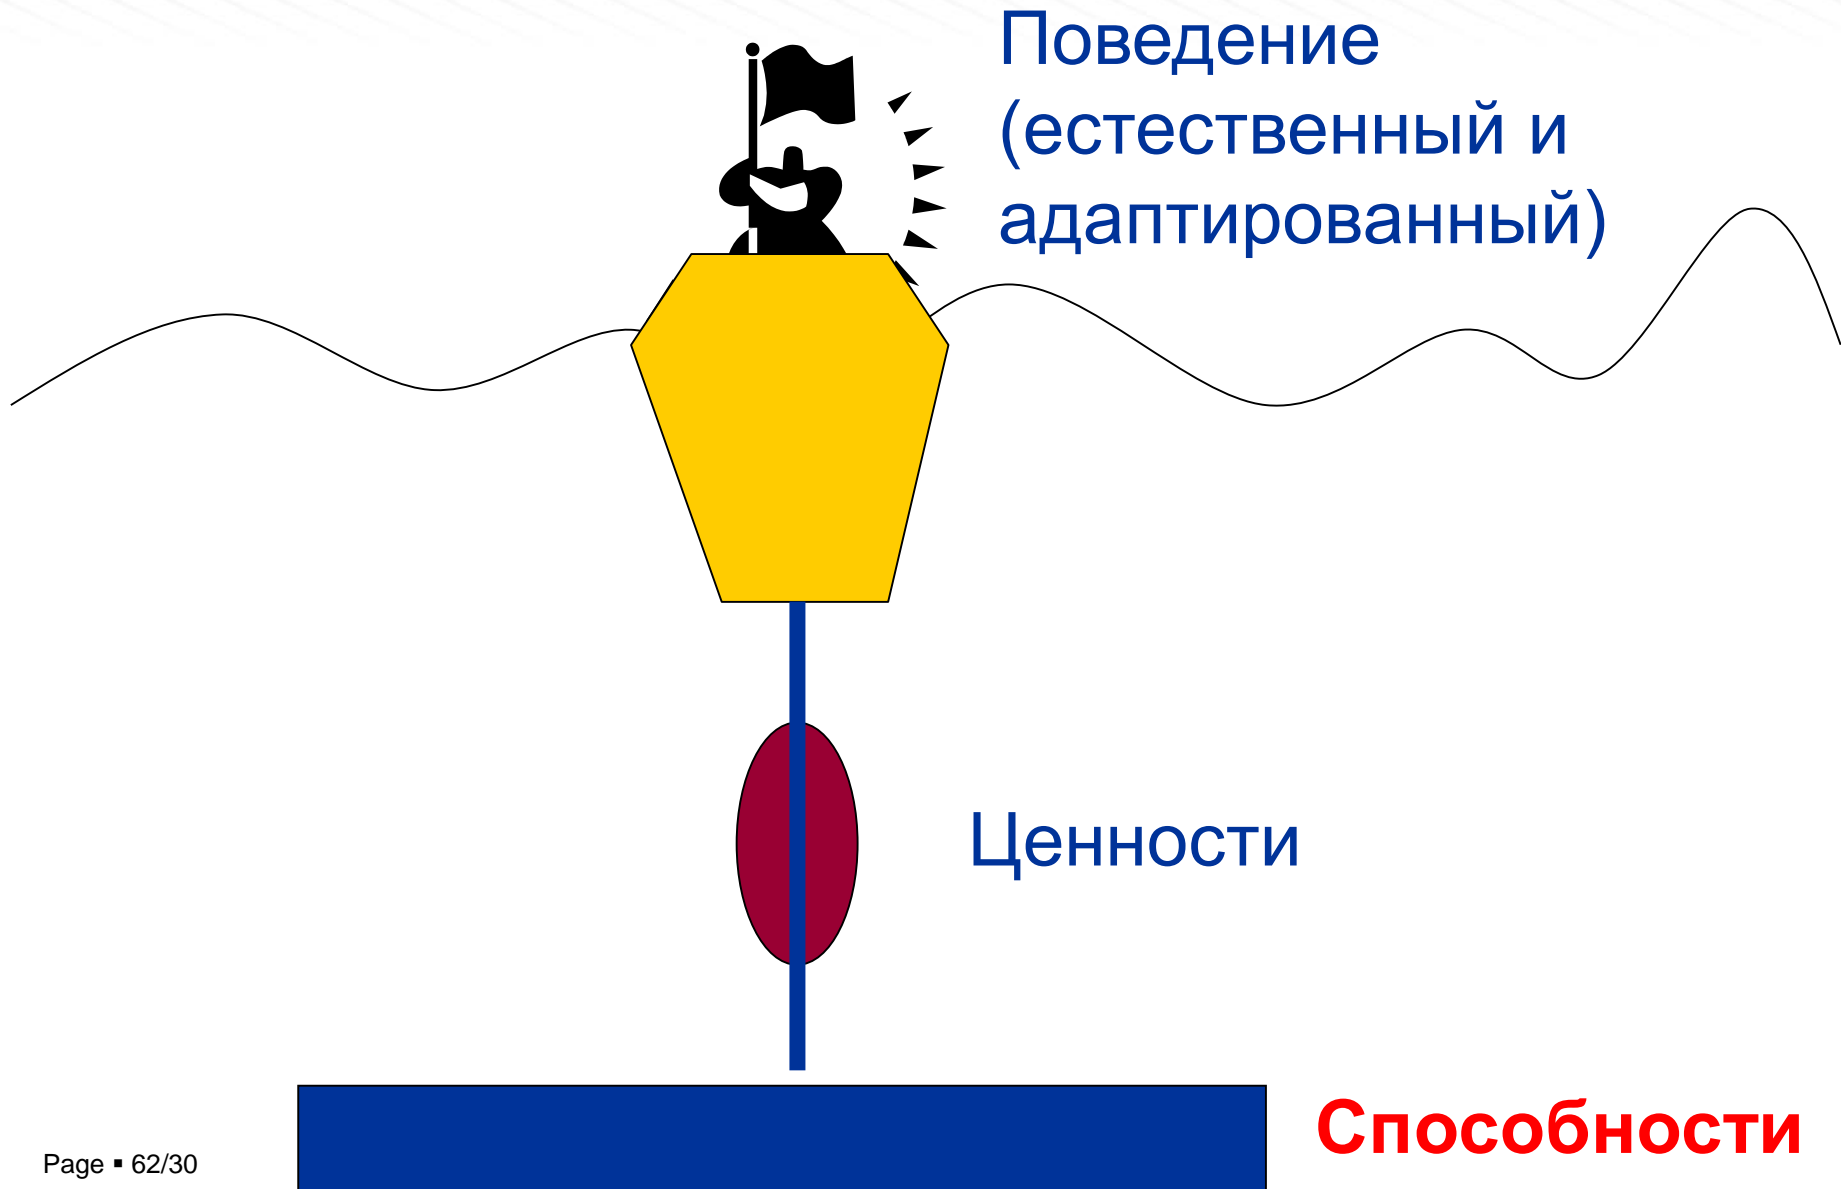 Поведение
(естественный и
адаптированный)
Ценности
Способности
Page ▪ 62/30